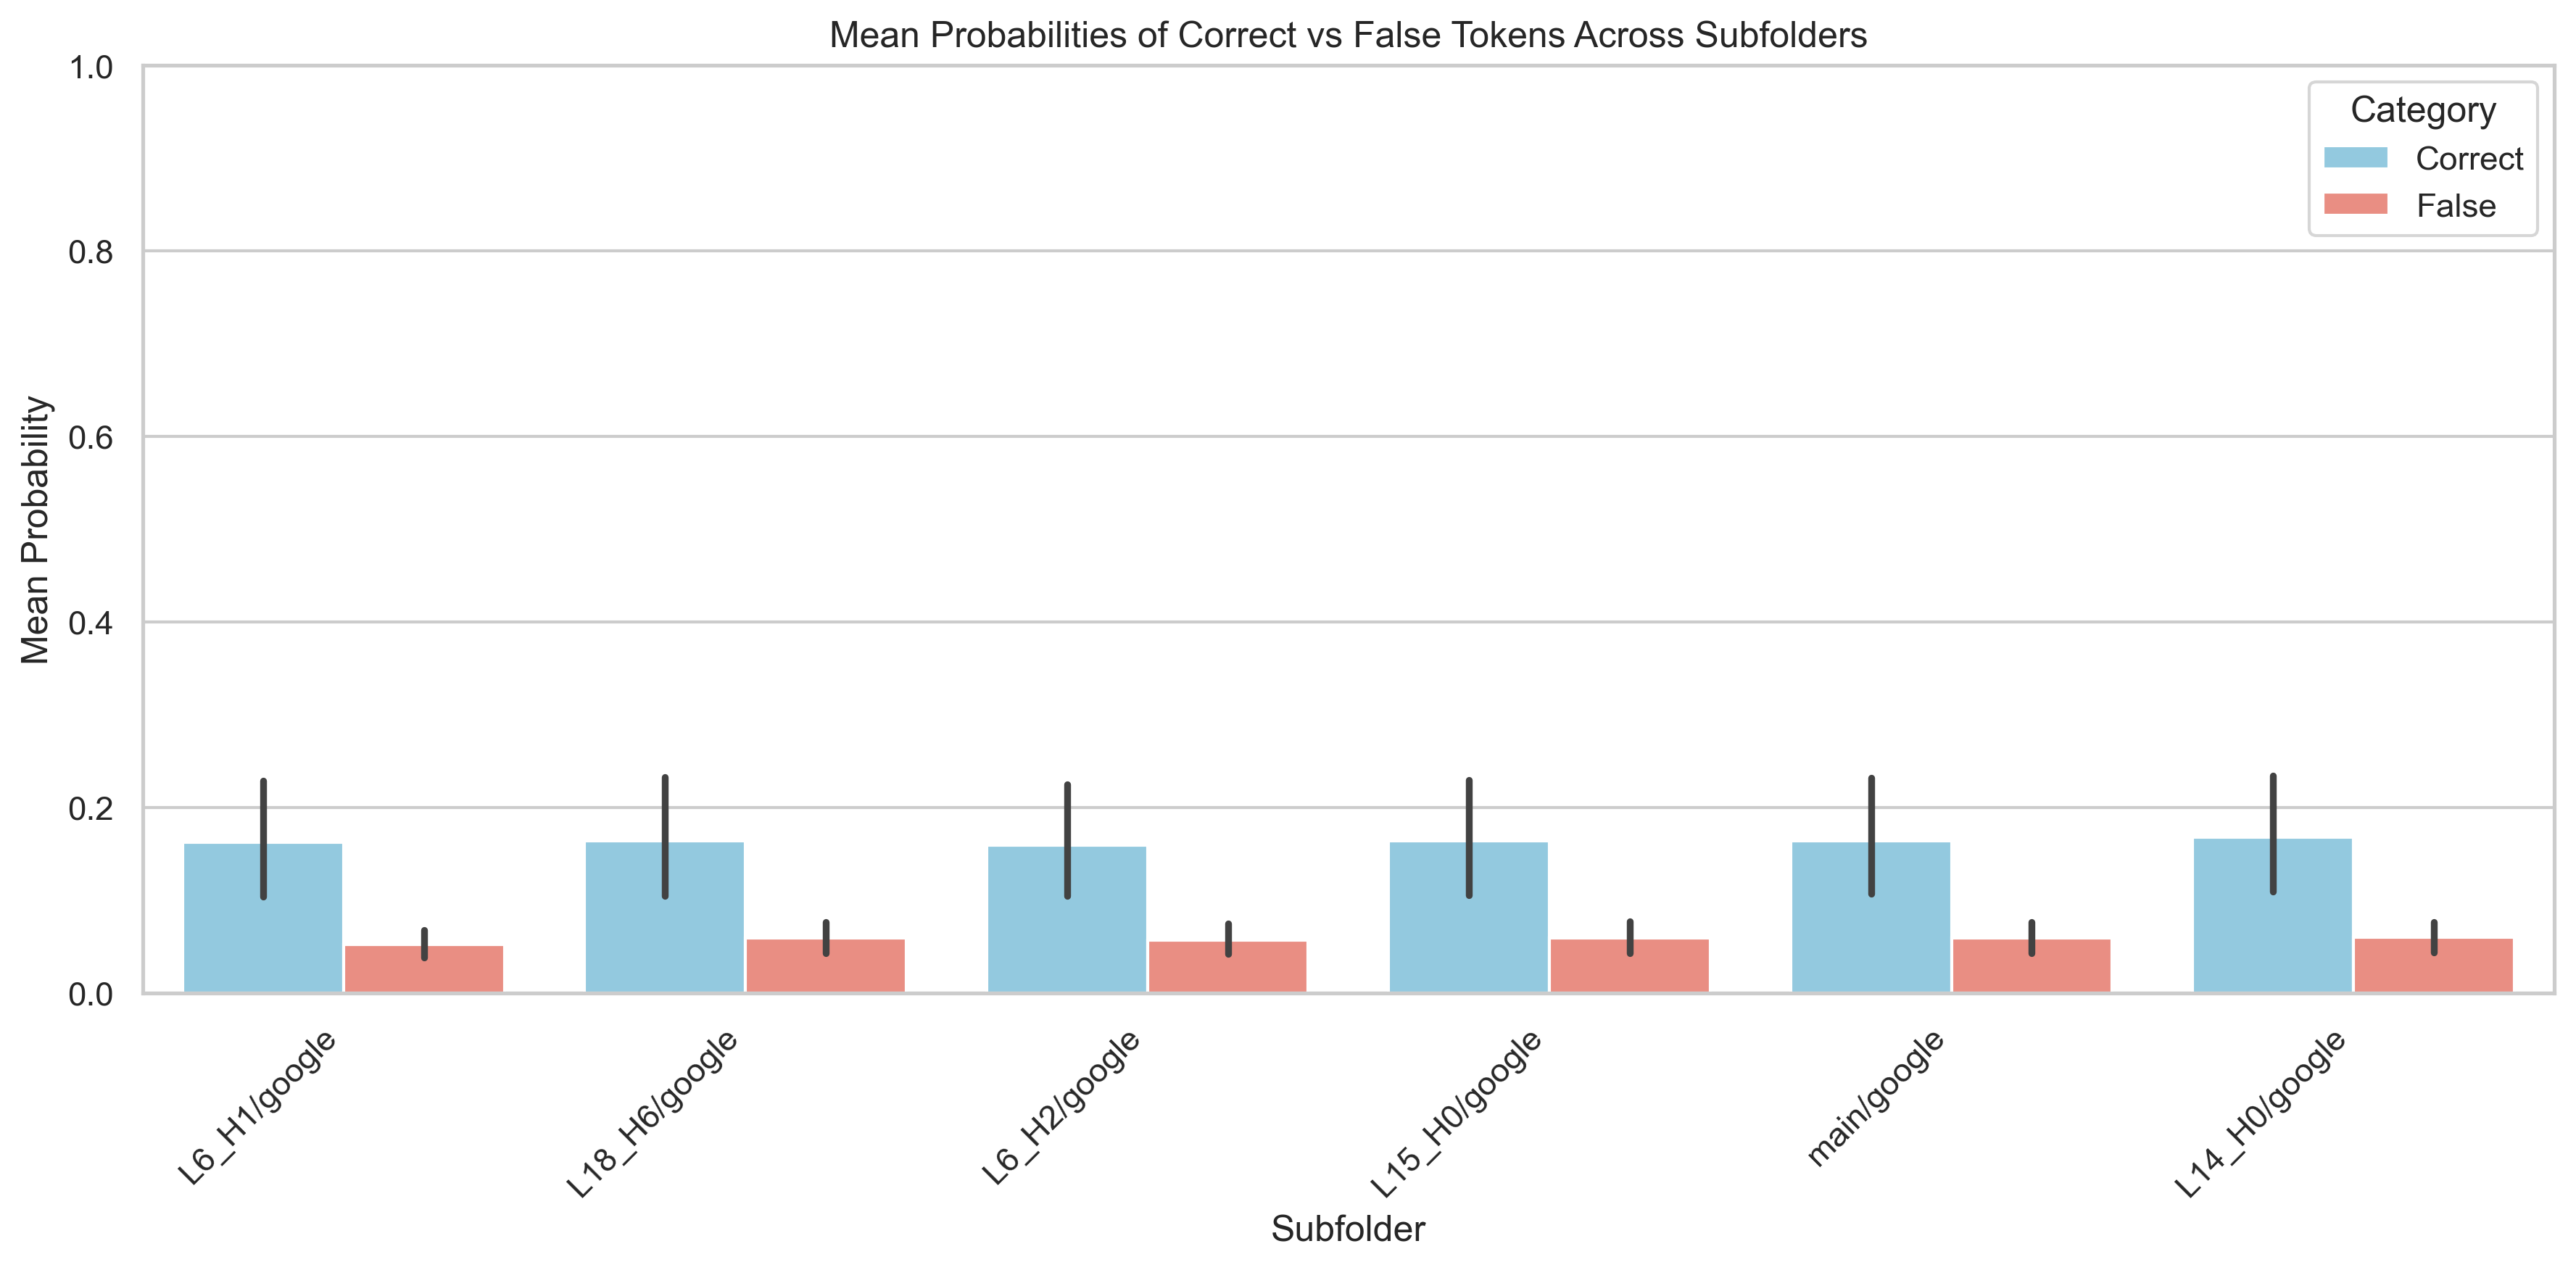 Mean Probabilities of Correct vs False Tokens Across Subfolders
1.0
0.8
0.6
0.4
0.2
0.0
Mean Probability
Category
Correct
False
L6_H1/google
L18_H6/google
L6_H2/google
L15_H0/google
main/google
L14_H0/google
Subfolder